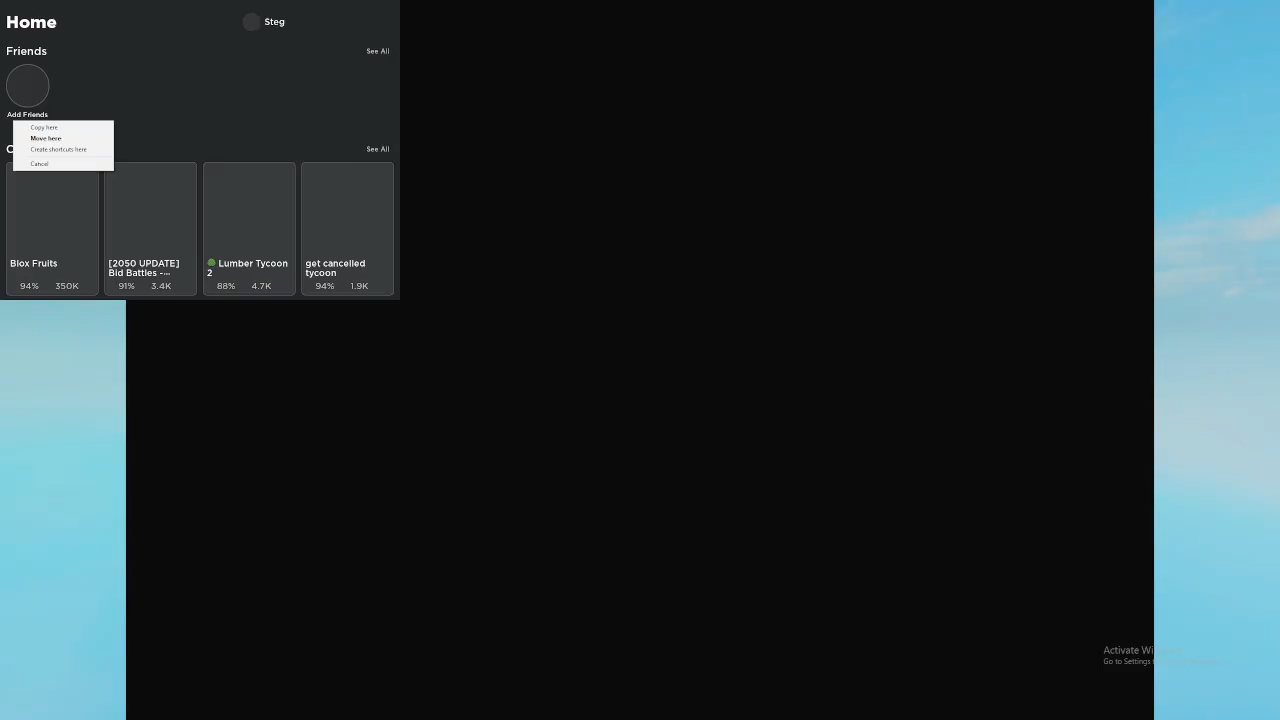 Home
Steg
Friends
See All
Add Friends
Copy here
Move here
Create shortcuts here
Cancel
C
See All
Blox Fruits
94% 350K
[2050 UPDATE]
Bid Battles -...
91% 3.4K
Lumber Tycoon
2
88% 4.7K
get cancelled
tycoon
94% 1.9K
Activate Wi
Go to Settings